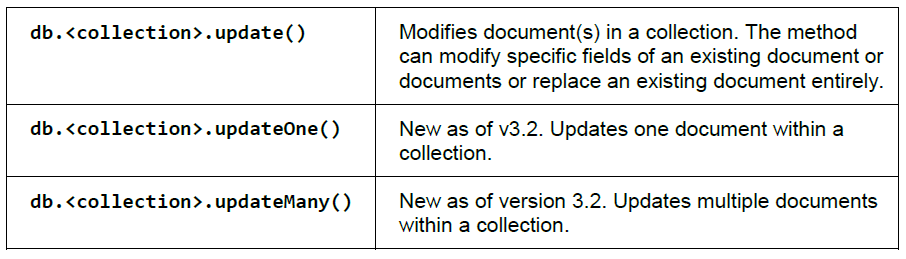 db.<collection>.update()
Modifies document(s) in a collection. The method
can modify specific fields of an existing document or
documents or replace an existing document entirely.
db.<collection>.updateOne()
New as of v3.2. Updates one document within a
collection.
db.<collection>.updateMany()
New as of version 3.2. Updates multiple documents
within a collection.